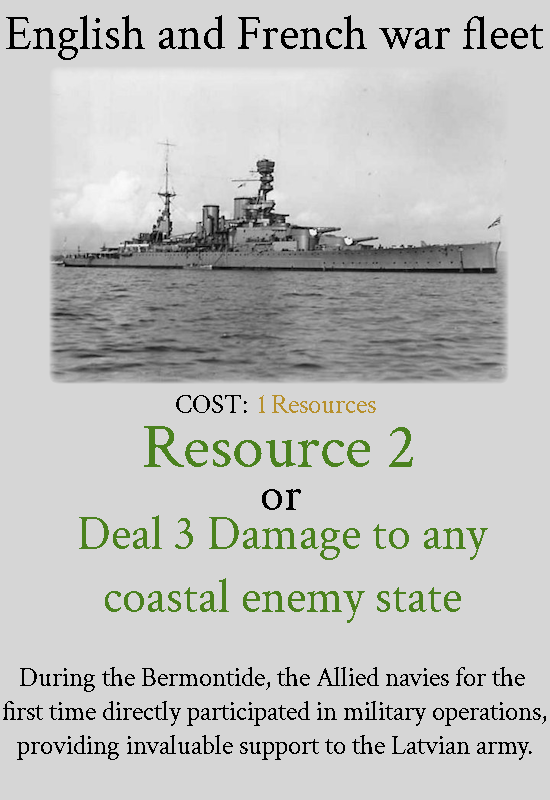 English and French war fleet
COST: 1 Resources
Resource 2
or
Deal 3 Damage to any
coastal enemy state
During the Bermontide, the Allied navies for the
first time directly participated in military operations,
providing invaluable support to the Latvian army.